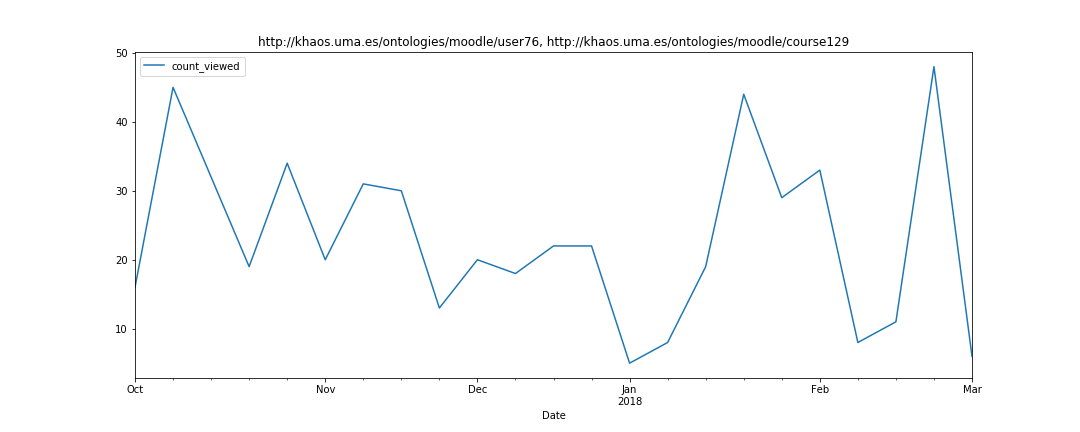 http://khaos.uma.es/ontologies/moodle/user76, http://khaos.uma.es/ontologies/moodle/course129
count_viewed
50
40
30
20
10
Oct Nov Dec Jan Feb Mar
2018
Date